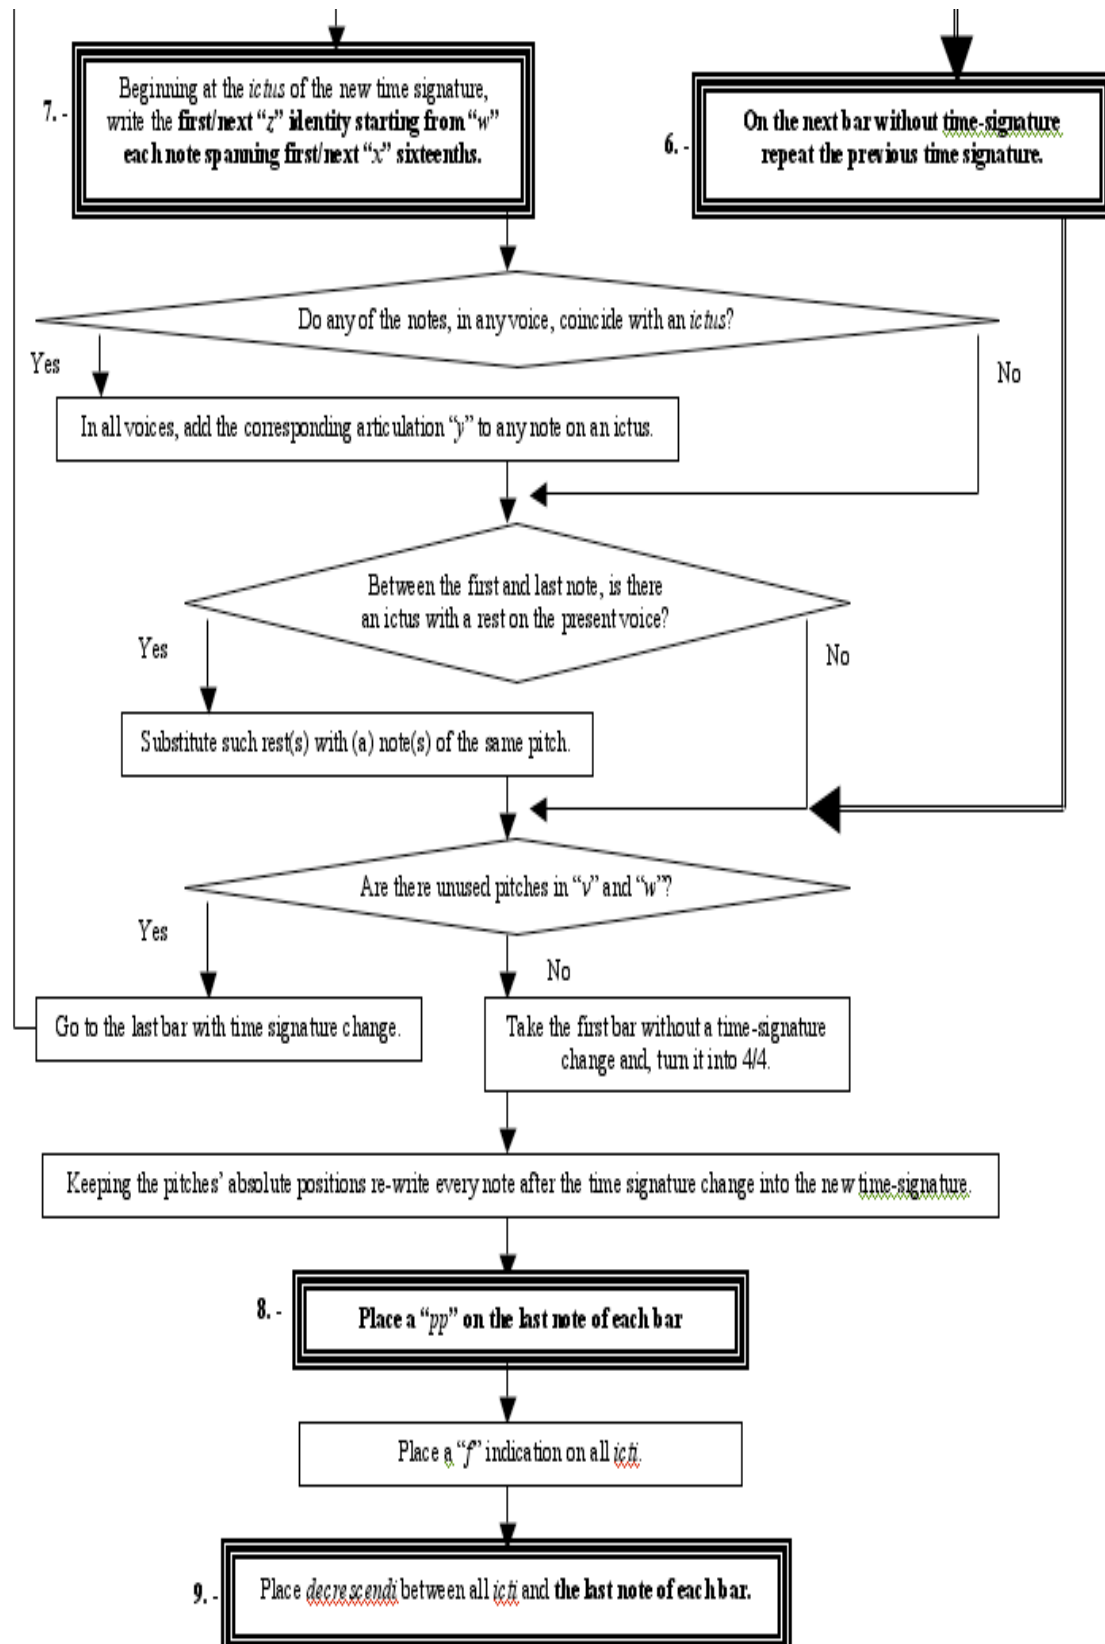 7. -
Beginning at the ictus of the new time signature,
write the first/next “z” identity starting from “w”
each note spanning first/next “x” sixteenths.
6. -
On the next bar without time-signature
repeat the previous time signature.
Do any of the notes, in any voice, coincide with an ictus?
Yes
No
In all voices, add the corresponding articulation “y” to any note on an ictus.
Between the first and last note, is there
an ictus with a rest on the present voice?
Yes
No
Substitute such rest(s) with (a) note(s) of the same pitch.
Are there unused pitches in “v” and “w”?
Yes
No
Go to the last bar with time signature change.
Take the first bar without a time-signature
change and, turn it into 4/4.
Keeping the pitches’ absolute positions re-write every note after the time signature change into the new time-signature.
8. -
Place a “pp” on the last note of each bar
Place a “f” indication on all icti.
9. -
Place decrescendi between all icti and the last note of each bar.